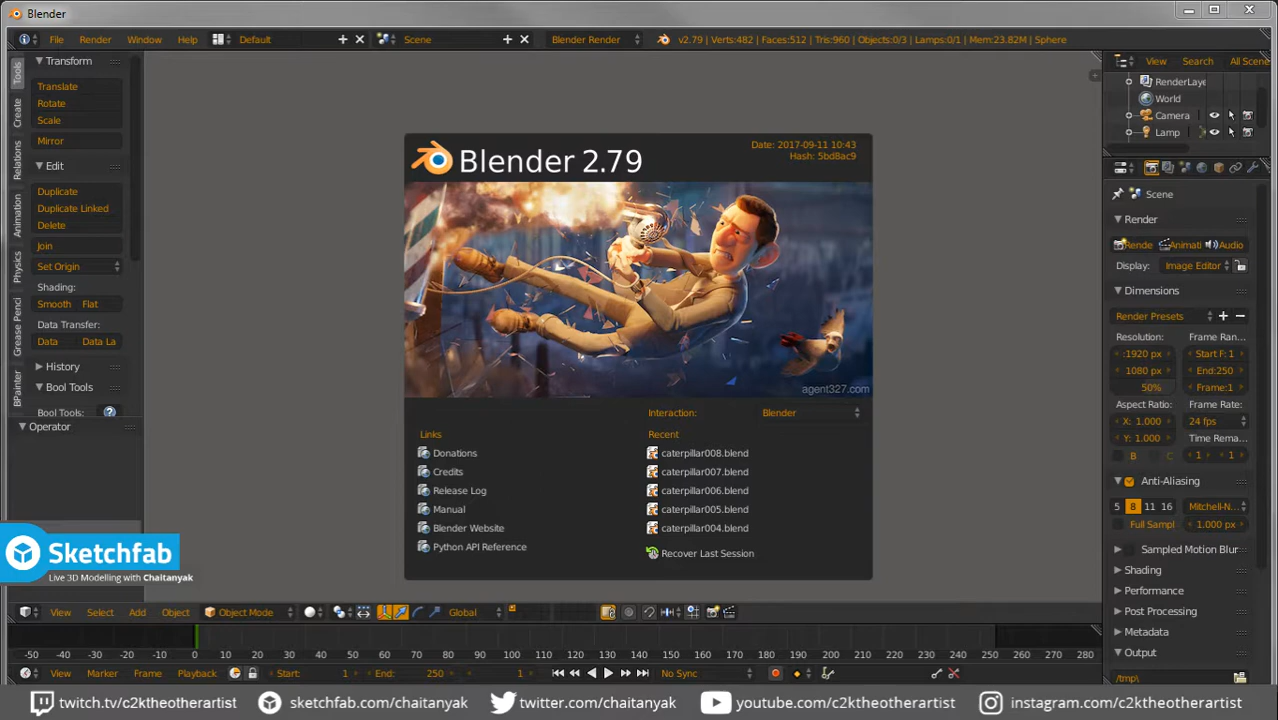 Blender
File Render Window Help Default Scene Blender Render v2.79 | Verts:482 | Faces:512 | Tris:960 | Objects:0/3 | Lamps:0/1 | Mem:23.82M | Sphere
Tools
Create
Relations
Animation
Physics
Grease Penci
BPainter
Transform
Translate
Rotate
Scale
Mirror
Edit
Duplicate
Duplicate Linked
Delete
Join
Set Origin
Shading:
Smooth Flat
Data Transfer:
Data Data La
History
Bool Tools
Bool Tools:
Operator
Blender 2.79
Date: 2017-09-11 10:43
Hash: 5bd8ac9
agent327.com
Interaction: Blender
Links
Donations
Credits
Release Log
Manual
Blender Website
Python API Reference
Recent
caterpillar008.blend
caterpillar007.blend
caterpillar006.blend
caterpillar005.blend
caterpillar004.blend
Recover Last Session
View Search All Scene
RenderLaye
World
Camera
Lamp
Scene
Render
Rende Animati Audio
Display: Image Editor
Dimensions
Render Presets
Resolution: Frame Ran...
:1920 px Start F: 1
1080 px End:250
50% Frame:1
Aspect Ratio: Frame Rate:
X: 1.000 24 fps
Y: 1.000 Time Rema...
B C 1 1
Anti-Aliasing
5 8 11 16 Mitchell-N...
Full Sampl 1.000 px
Sampled Motion Blur
Shading
Performance
Post Processing
Metadata
Output
/tmp\
Sketchfab
Live 3D Modelling with Chaitanyak
View Select Add Object Object Mode Global
-50 -40 -30 -20 -10 0 10 20 30 40 50 60 70 80 90 100 110 120 130 140 150 160 170 180 190 200 210 220 230 240 250 260 270 280
View Marker Frame Playback Start: 1 End: 250 1 No Sync
twitch.tv/c2ktheotherartist sketchfab.com/chaitanyak twitter.com/chaitanyak youtube.com/c2ktheotherartist instagram.com/c2ktheotherartist